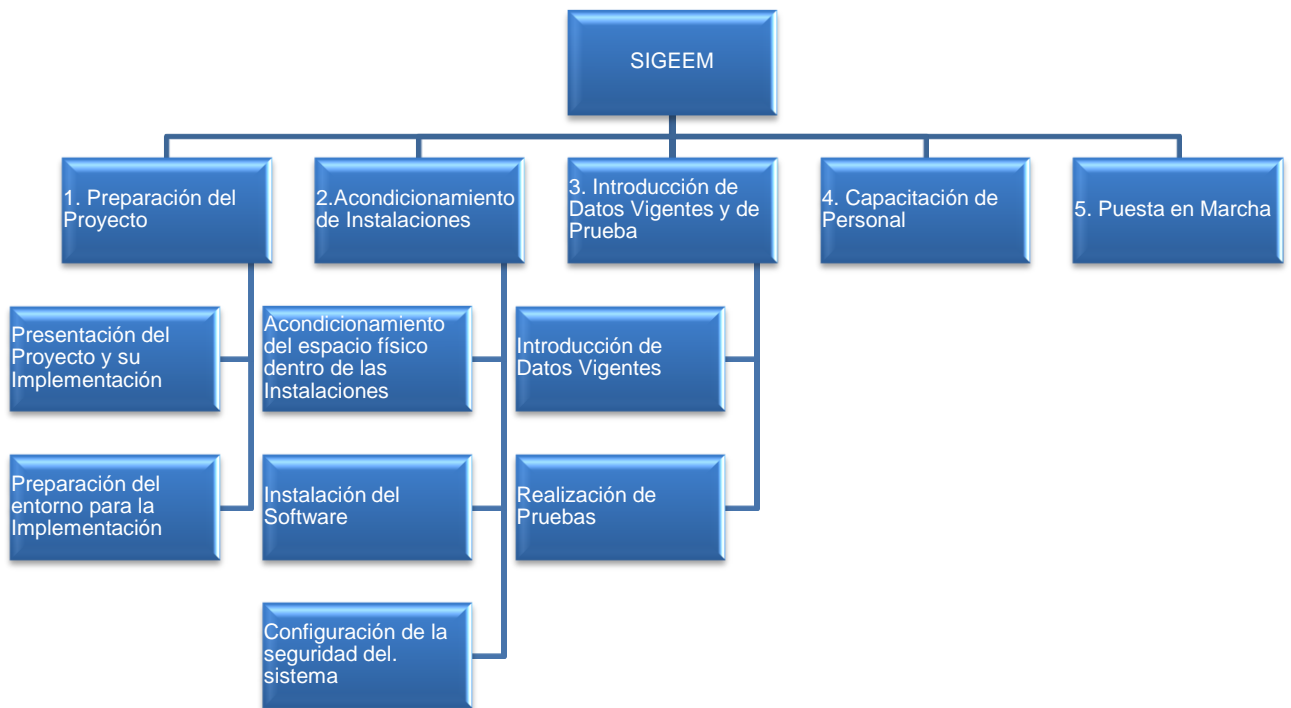 SIGEEM
1. Preparación del
Proyecto
2.Acondicionamiento
de Instalaciones
3. Introducción de
Datos Vigentes y de
Prueba
4. Capacitación de
Personal
5. Puesta en Marcha
Presentación del
Proyecto y su
Implementación
Acondicionamiento
del espacio físico
dentro de las
Instalaciones
Introducción de
Datos Vigentes
Preparación del
entorno para la
Implementación
Instalación del
Software
Realización de
Pruebas
Configuración de la
seguridad del.
sistema